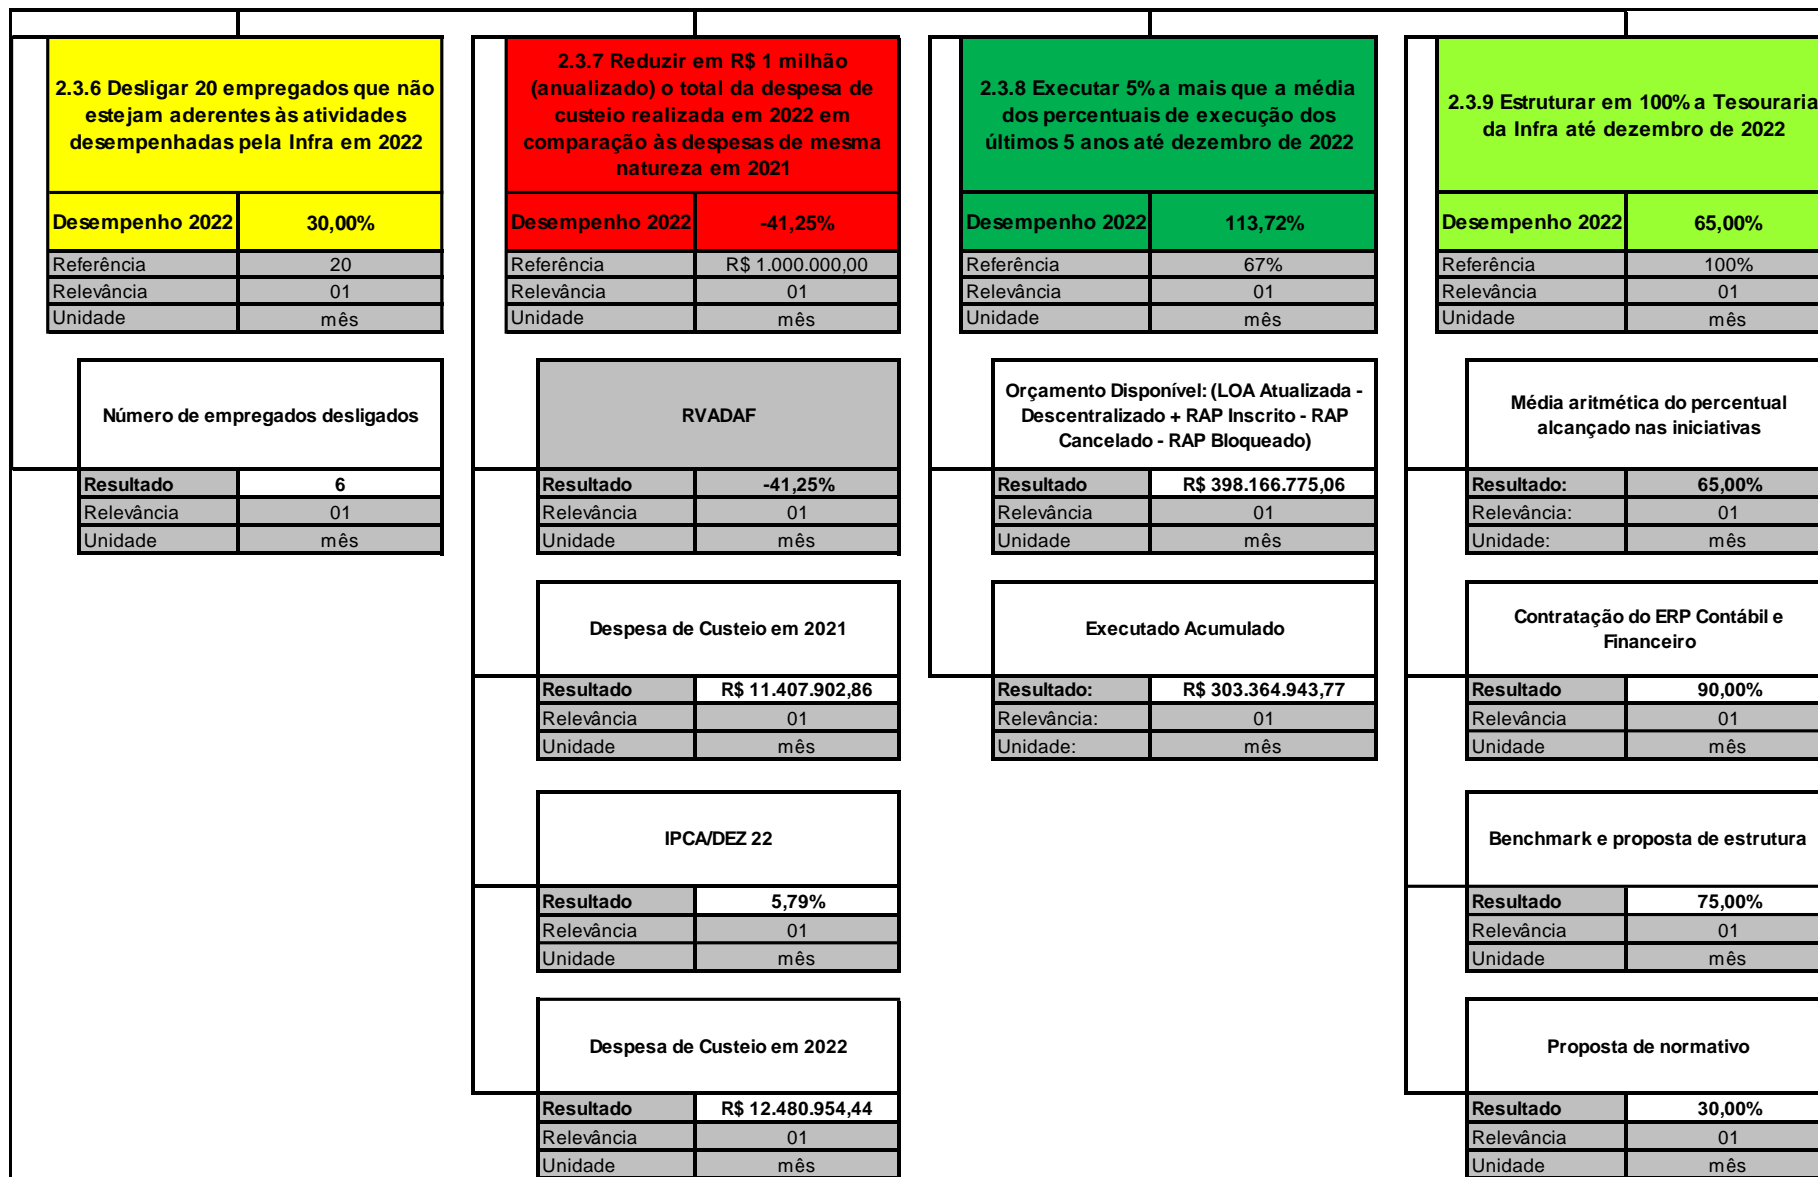 2.3.6 Desligar 20 empregados que não
estejam aderentes às atividades
desempenhadas pela Infra em 2022
Desempenho 2022 30,00%
Referência 20
Relevância 01
Unidade mês
Número de empregados desligados
Resultado 6
Relevância 01
Unidade mês
2.3.7 Reduzir em R$ 1 milhão
(anualizado) o total da despesa de
custeio realizada em 2022 em
comparação às despesas de mesma
natureza em 2021
Desempenho 2022 -41,25%
Referência R$ 1.000.000,00
Relevância 01
Unidade mês
RVADAF
Resultado -41,25%
Relevância 01
Unidade mês
Despesa de Custeio em 2021
Resultado R$ 11.407.902,86
Relevância 01
Unidade mês
IPCA/DEZ 22
Resultado 5,79%
Relevância 01
Unidade mês
Despesa de Custeio em 2022
Resultado R$ 12.480.954,44
Relevância 01
Unidade mês
2.3.8 Executar 5% a mais que a média
dos percentuais de execução dos
últimos 5 anos até dezembro de 2022
Desempenho 2022 113,72%
Referência 67%
Relevância 01
Unidade mês
Orçamento Disponível: (LOA Atualizada -
Descentralizado + RAP Inscrito - RAP
Cancelado - RAP Bloqueado)
Resultado R$ 398.166.775,06
Relevância 01
Unidade mês
Executado Acumulado
Resultado: R$ 303.364.943,77
Relevância: 01
Unidade: mês
2.3.9 Estruturar em 100% a Tesouraria
da Infra até dezembro de 2022
Desempenho 2022 65,00%
Referência 100%
Relevância 01
Unidade mês
Média aritmética do percentual
alcançado nas iniciativas
Resultado: 65,00%
Relevância: 01
Unidade: mês
Contratação do ERP Contábil e
Financeiro
Resultado 90,00%
Relevância 01
Unidade mês
Benchmark e proposta de estrutura
Resultado 75,00%
Relevância 01
Unidade mês
Proposta de normativo
Resultado 30,00%
Relevância 01
Unidade mês